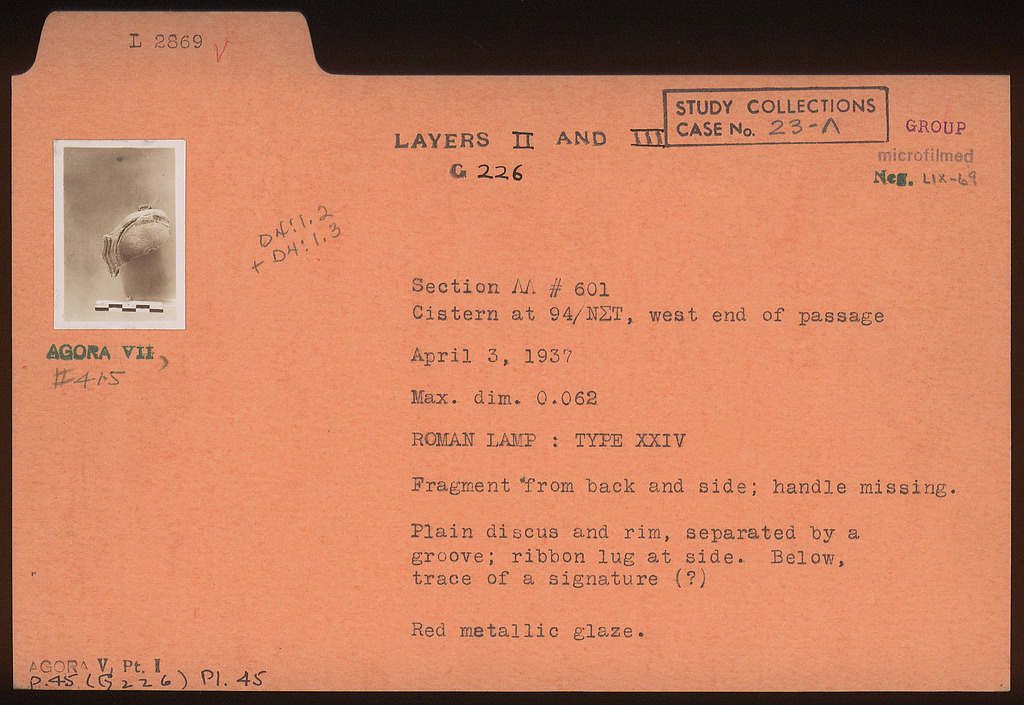 L 2869 √
STUDY COLLECTIONS
CASE No. 23-Λ
GROUP
microfilmed
Neg. LIX-69
LAYERS II AND III
G 226
D4:1.2
+ D4:1.3
Section ΛΛ # 601
Cistern at 94/ΝΣΤ, west end of passage
AGORA VII,
#415
April 3, 1937
Max. dim. 0.062
ROMAN LAMP : TYPE XXIV
Fragment from back and side; handle missing.
Plain discus and rim, separated by a
groove; ribbon lug at side. Below,
trace of a signature (?)
Red metallic glaze.
AGORA V, Pt. I
P.45 (G226) Pl. 45